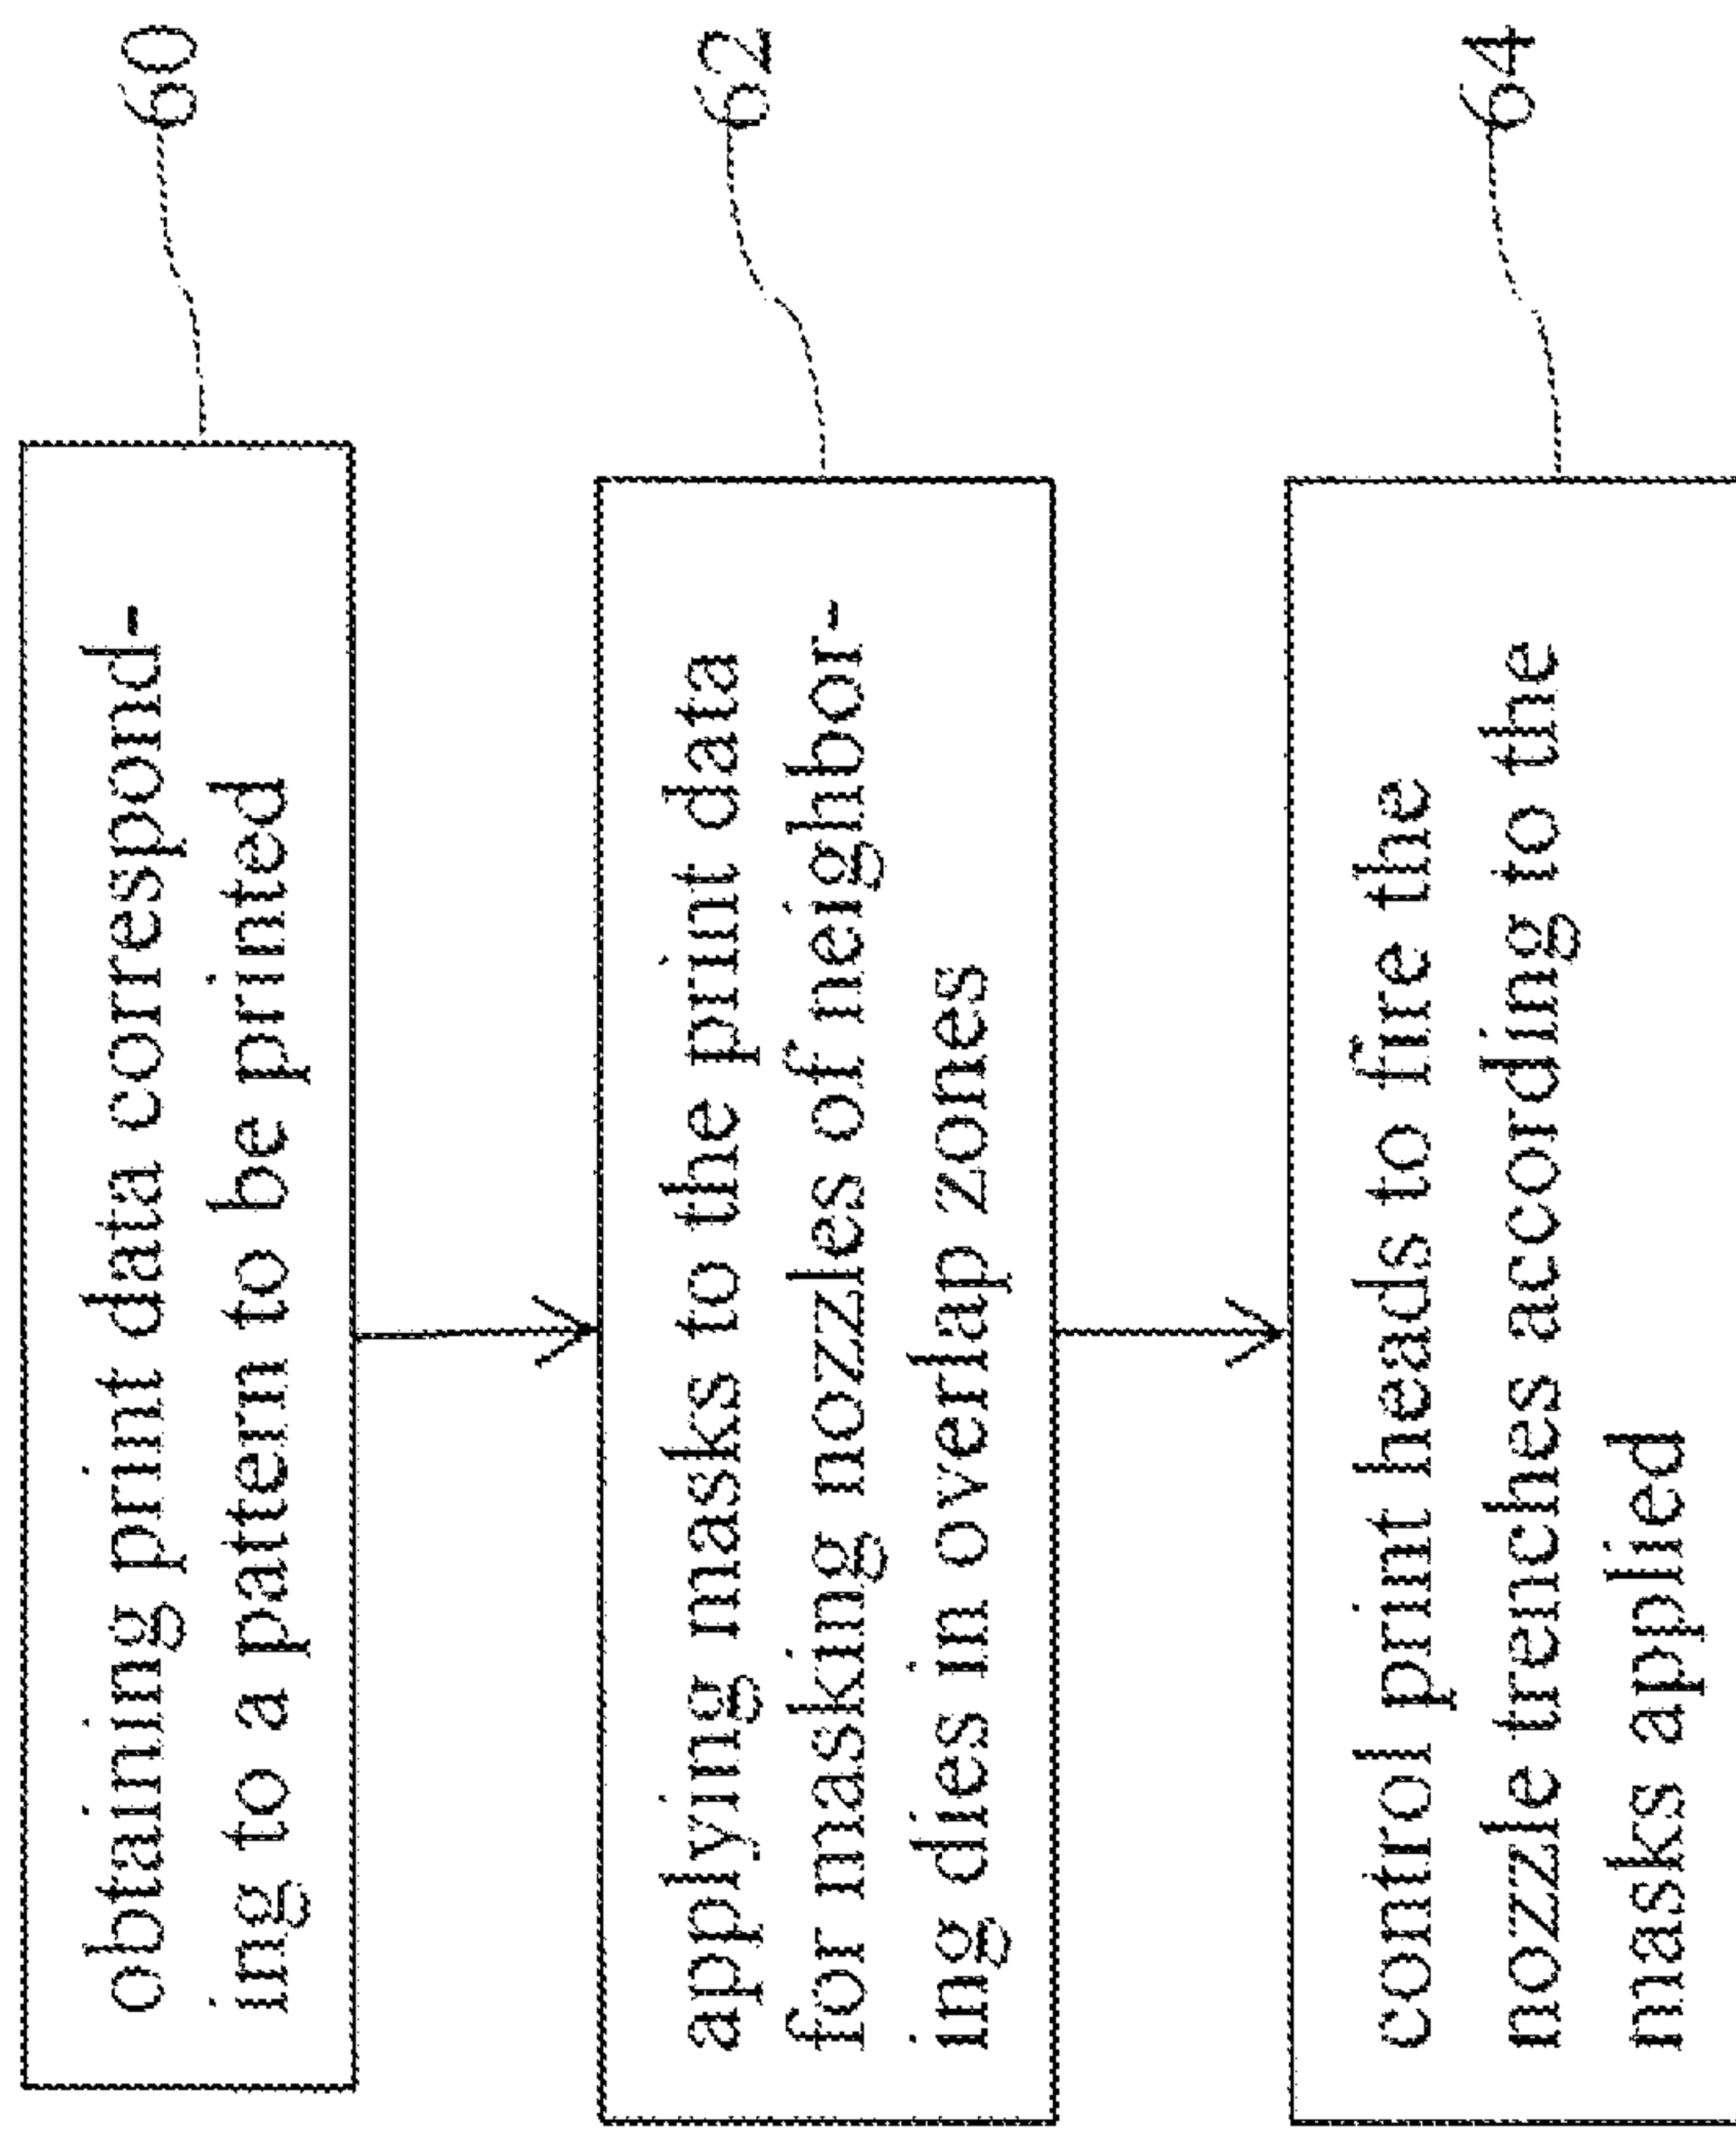 obtaining print data correspond-
ing to a pattern to be printed
60
applying masks to the print data
for masking nozzles of neighbor-
ing dies in overlap zones
62
control print heads to fire the
nozzle trenches according to the
masks applied
64